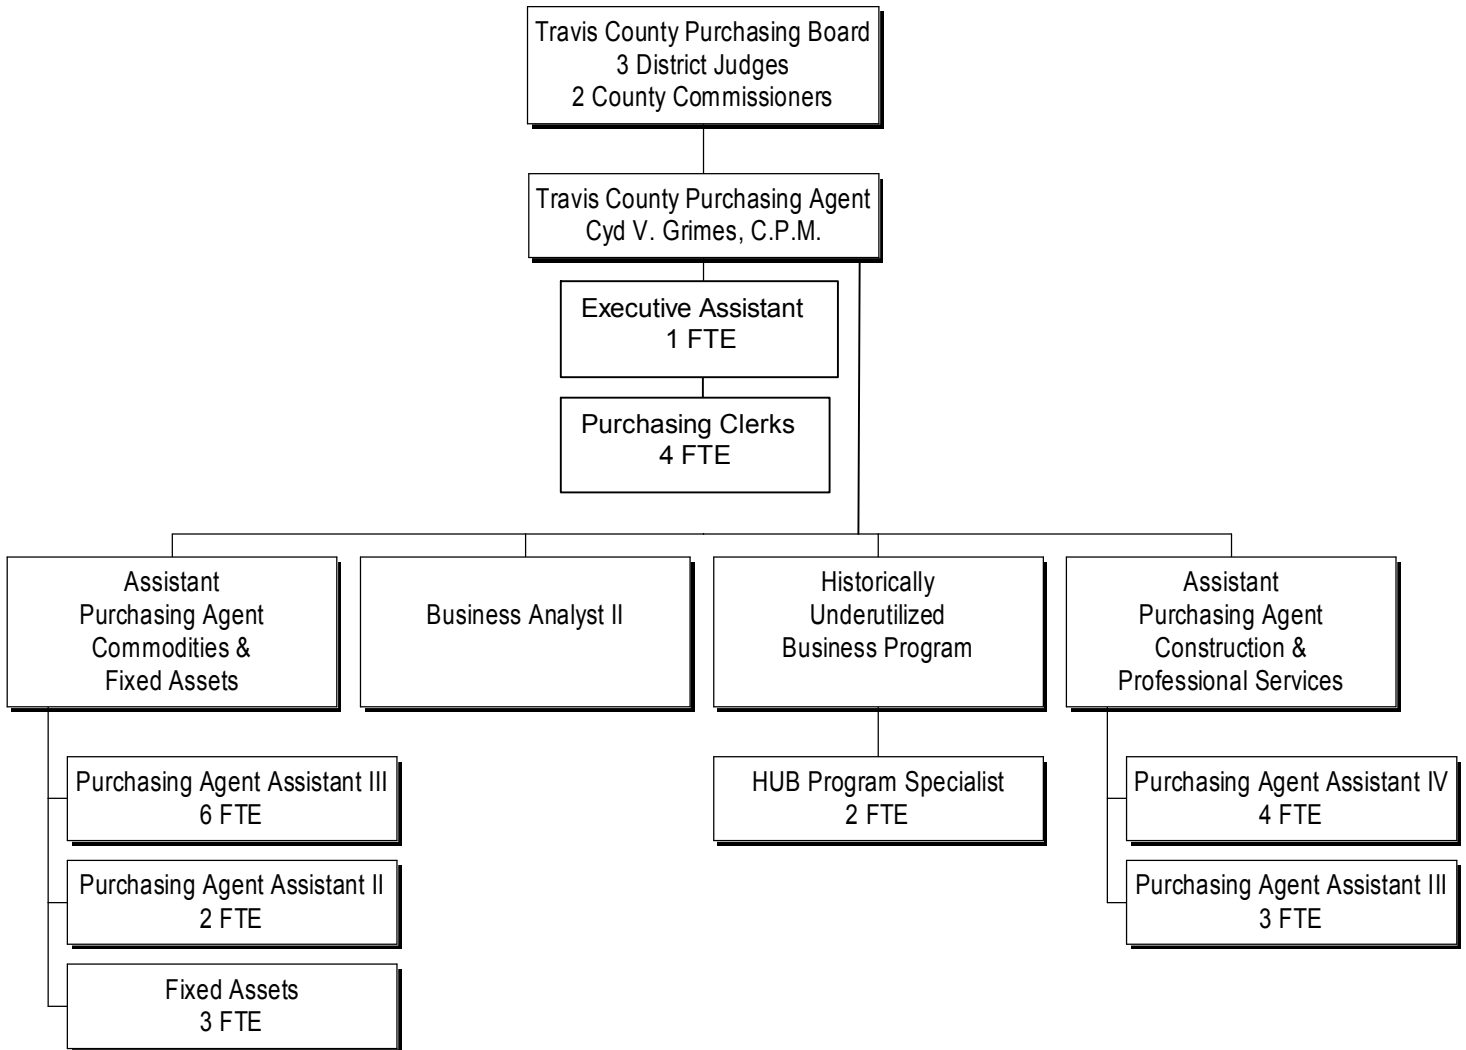 Travis County Purchasing Board
3 District Judges
2 County Commissioners
Travis County Purchasing Agent
Cyd V. Grimes, C.P.M.
Executive Assistant
1 FTE
Purchasing Clerks
4 FTE
Assistant
Purchasing Agent
Commodities &
Fixed Assets
Business Analyst II
Historically
Underutilized
Business Program
Assistant
Purchasing Agent
Construction &
Professional Services
Purchasing Agent Assistant III
6 FTE
Purchasing Agent Assistant II
2 FTE
Fixed Assets
3 FTE
HUB Program Specialist
2 FTE
Purchasing Agent Assistant IV
4 FTE
Purchasing Agent Assistant III
3 FTE